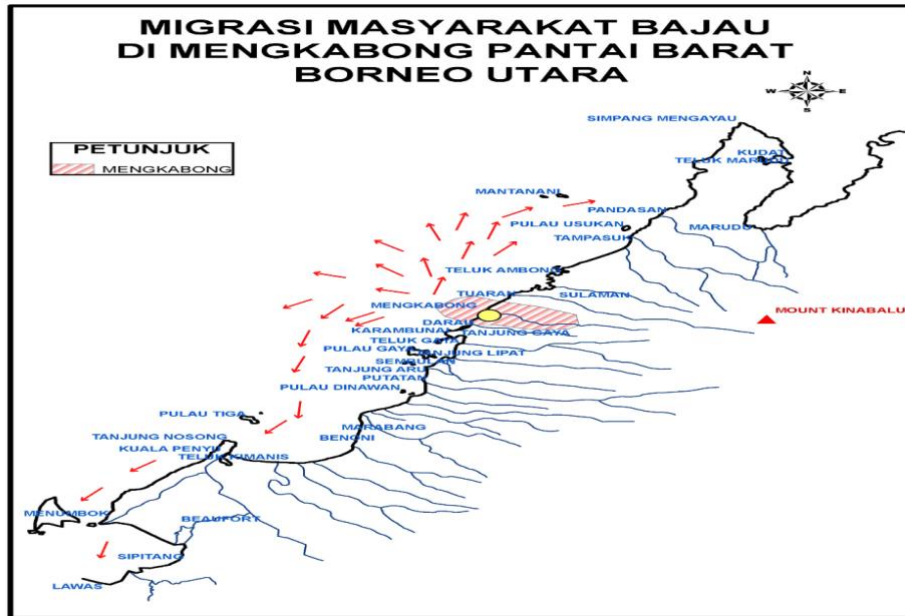 MIGRASI MASYARAKAT BAJAU
DI MENGKABONG PANTAI BARAT
BORNEO UTARA
N
W E
S
PETUNJUK
MENGKABONG
SIMPANG MENGAYAU
KUDAT
TELUK MARUDU
MANTANANI
PANDASAN
PULAU USUKAN
MARUDU
TAMPASUK
TELUK AMBONG
TUARAN
SULAMAN
MENGKABONG
MOUNT KINABALU
DARAU
KARAMBUNAI
TANJUNG GAYA
TELUK GAYA
PULAU GAYA
TANJUNG LIPAT
SEMBULAN
TANJUNG ARU
PUTATAN
PULAU DINAWAN
PULAU TIGA
MARABANG
TANJUNG NOSONG
BENONI
KUALA PENYU
TELUK KIMANIS
MENUMBOK
BEAUFORT
SIPITANG
LAWAS